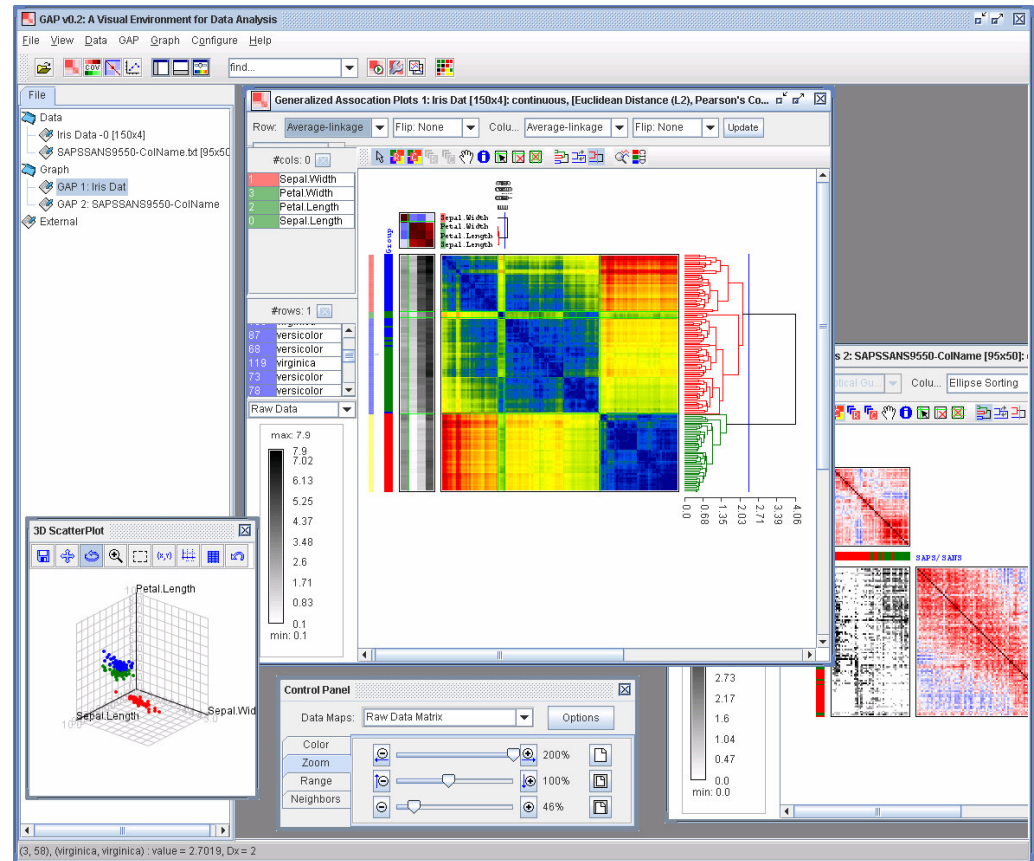 GAP v0.2: A Visual Environment for Data Analysis
File View Data GAP Graph Configure Help
find...
File
Data
Iris Data -0 [150x4]
SAPSSANS9550-ColName.txt [95x50
Graph
GAP 1: Iris Dat
GAP 2: SAPSSANS9550-ColName
External
Generalized Assocation Plots 1: Iris Dat [150x4]: continuous, [Euclidean Distance (L2), Pearson's Co...
Row: Average-linkage Flip: None Colu... Average-linkage Flip: None Update
#cols: 0
1 Sepal.Width
3 Petal.Width
2 Petal.Length
0 Sepal.Length
#rows: 1
87 versicolor
68 versicolor
119 virginica
73 versicolor
78 versicolor
Raw Data
max: 7.9
7.9
7.02
6.13
5.25
4.37
3.48
2.6
1.71
0.83
0.1
min: 0.1
Group
Sepal.Width
Petal.Width
Petal.Length
Sepal.Length
0.0 0.68 1.35 2.03 2.71 3.39 4.06
s 2: SAPSSANS9550-ColName [95x50]:
Colu... Ellipse Sorting
SAPS/SANS
2.73
2.17
1.6
1.04
0.47
0.0
min: 0.0
3D ScatterPlot
(x,y)
Petal.Length
Sepal.Length
Sepal.Wid
Control Panel
Data Maps: Raw Data Matrix Options
Color
Zoom
Range
Neighbors
200%
100%
46%
(3, 58), (virginica, virginica) : value = 2.7019, Dx = 2